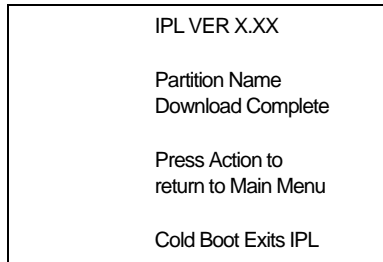 IPL VER X.XX
Partition Name
Download Complete
Press Action to
return to Main Menu
Cold Boot Exits IPL